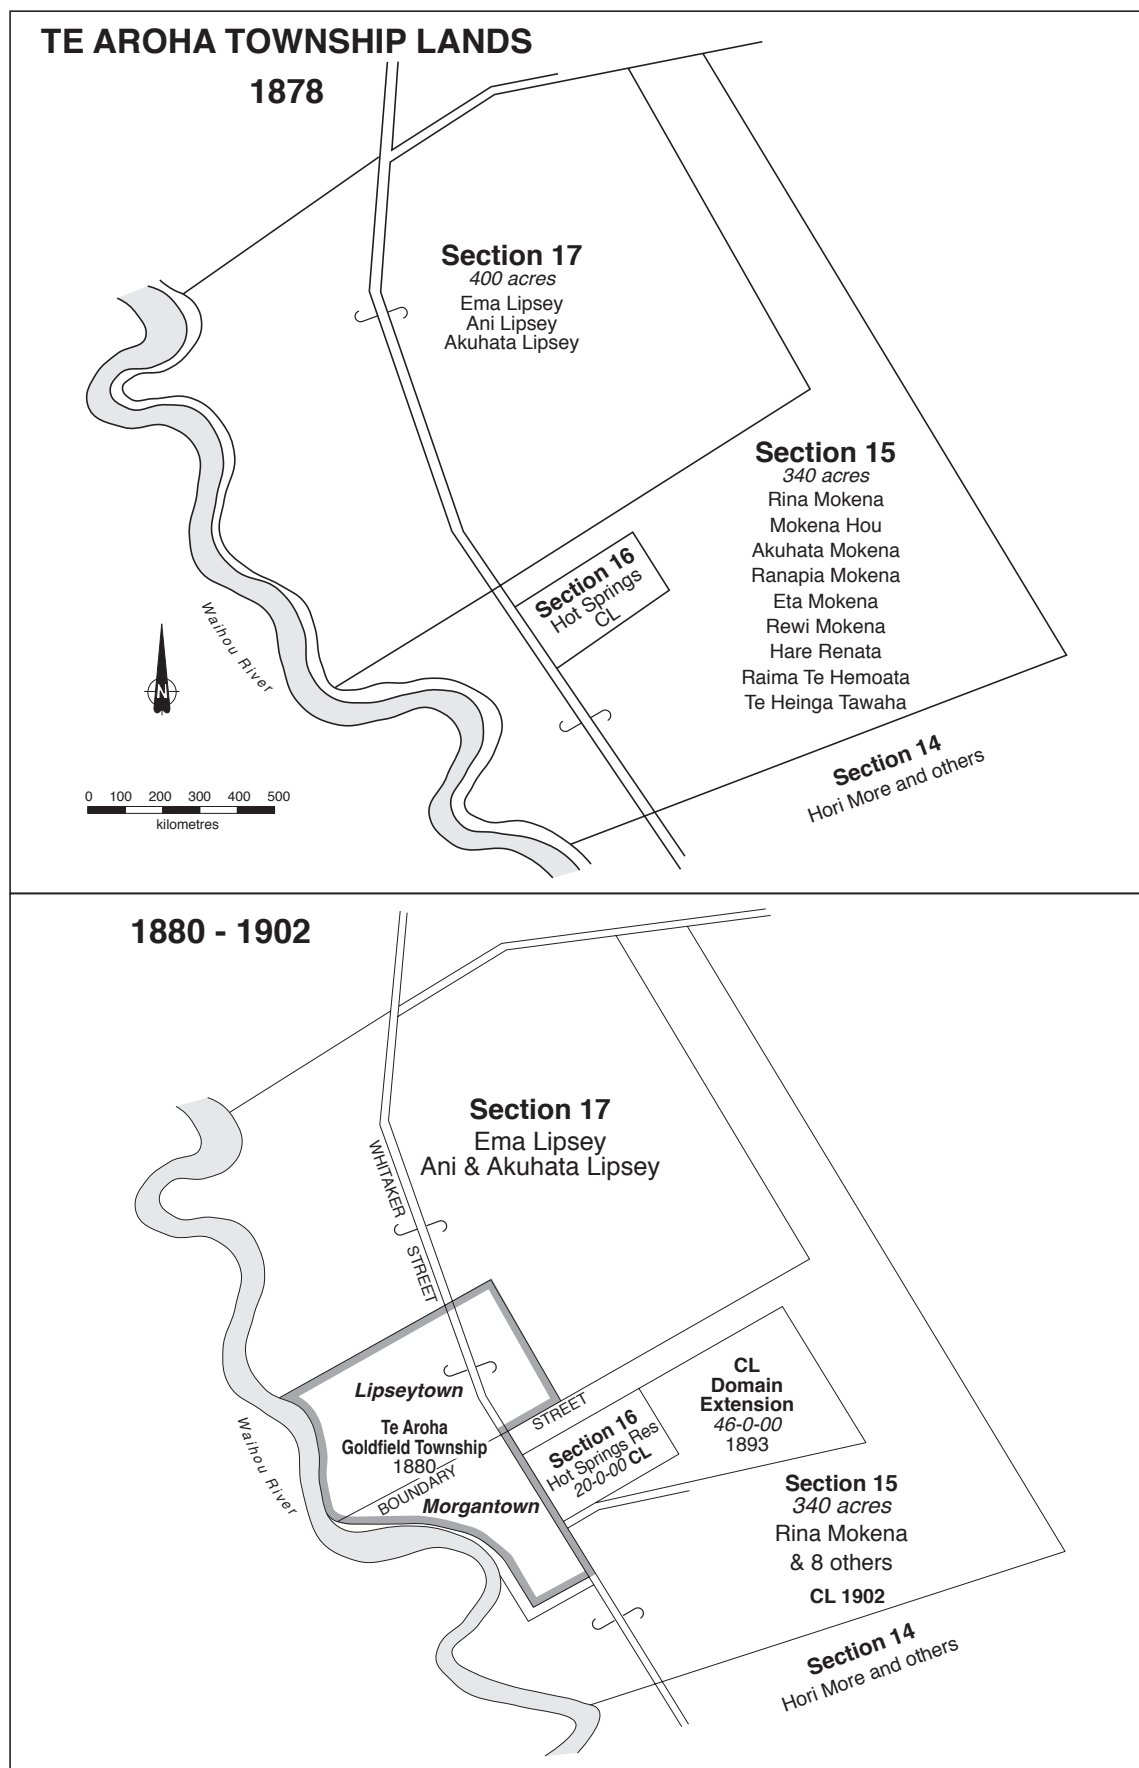 TE AROHA TOWNSHIP LANDS
1878
Section 17
400 acres
Ema Lipsey
Ani Lipsey
Akuhata Lipsey
Section 15
340 acres
Rina Mokena
Mokena Hou
Akuhata Mokena
Ranapia Mokena
Eta Mokena
Rewi Mokena
Hare Renata
Raima Te Hemoata
Te Heinga Tawaha
Section 16
Hot Springs
CL
Waihou River
N
Section 14
Hori More and others
0 100 200 300 400 500
kilometres
1880 - 1902
Section 17
Ema Lipsey
Ani & Akuhata Lipsey
WHITAKER
STREET
Lipseytown
Te Aroha
Goldfield Township
1880
BOUNDARY
STREET
Morgantown
Section 16
Hot Springs Res
20-0-00 CL
CL
Domain
Extension
46-0-00
1893
Waihou River
Section 15
340 acres
Rina Mokena
& 8 others
CL 1902
Section 14
Hori More and others